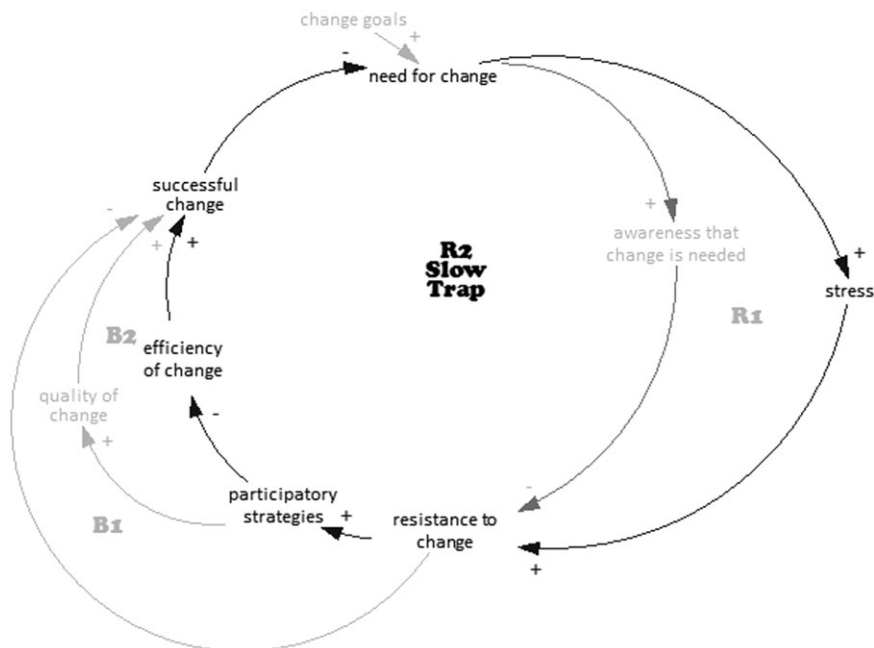 change goals
+
-
need for change
successful
change
-
+
+
+
awareness that
change is needed
+
stress
R2
Slow
Trap
R1
B2
efficiency
of change
quality of
change
-
+
participatory
strategies
+
B1
resistance to
change
-
+